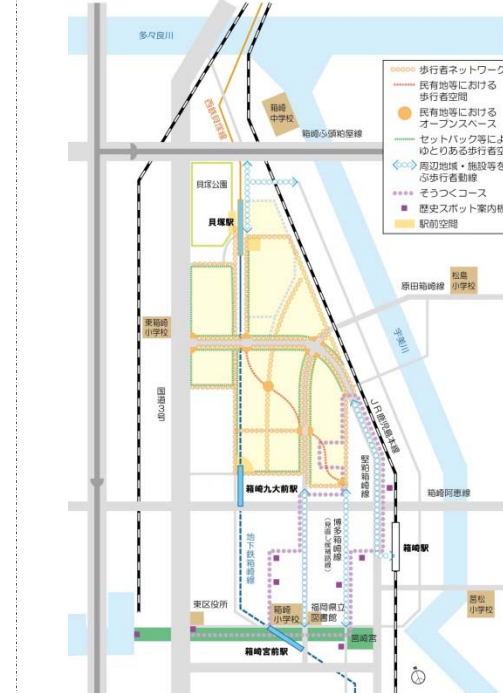 多々良川
西鉄貝塚線
箱崎
中学校
箱崎ふ頭粕屋線
歩行者ネットワーク
民有地等における
歩行者空間
民有地等における
オープンスペース
セットバック等によ
ゆとりある歩行者空
周辺地域・施設等を
ぶ歩行者動線
そうつくコース
歴史スポット案内板
駅前空間
貝塚公園
貝塚駅
松島
小学校
原田箱崎線
宇美川
東箱崎
小学校
国道3号
JR鹿児島本線
堅粕箱崎線
箱崎九大前駅
箱崎阿恵線
地下鉄箱崎線
博多箱崎線
(見直し候補路線)
箱崎駅
東区役所
箱崎
小学校
福岡県立
図書館
筥松
小学校
筥崎宮
箱崎宮前駅